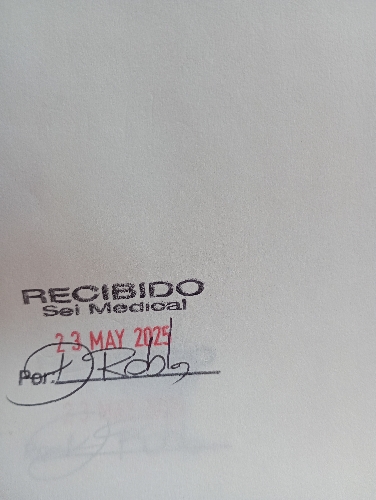 RECIBIDO
Sei Medical
23 MAY 2025
Por: